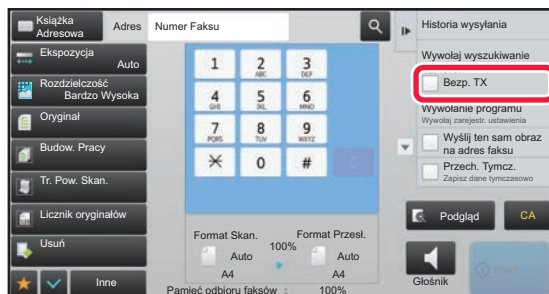 Książka
Adresowa
Adres
Numer Faksu
Ekspozycja
Auto
Rozdzielczość
Bardzo Wysoka
Oryginał
Budow. Pracy
Tr. Pow. Skan.
Licznik oryginałów
Usuń
Inne
1
2
ABC
3
DEF
4
GHI
5
JKL
6
MNO
7
PQRS
8
TUV
9
WXYZ
0
#
C
Format Skan.
100%
Format Przesł.
Auto
Auto
A4
A4
Pamięć odbioru faksów : 100%
Historia wysyłania
Wywołaj wyszukiwanie
Bezp. TX
Wywołanie programu
Wywołaj zarejestr. ustawienia
Wyślij ten sam obraz
na adres faksu
Przech. Tymcz.
Zapisz dane tymczasowo
Podgląd
CA
Głośnik
Start